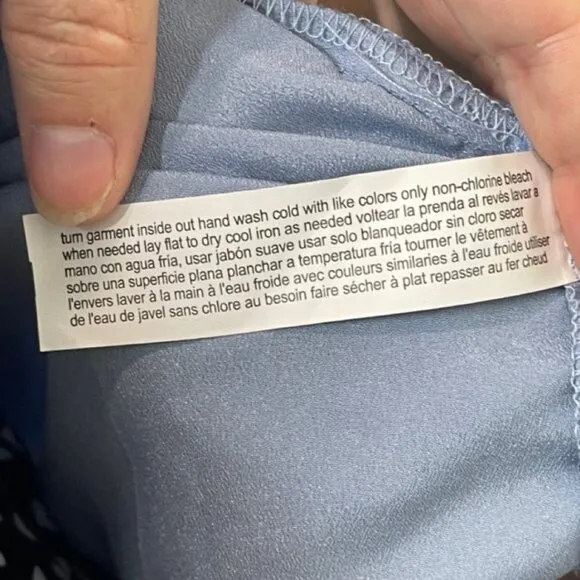 turn garment inside out hand wash cold with like colors only non-chlorine bleach
when needed lay flat to dry cool iron as needed voltear la prenda al revés lavar a
mano con agua fria, usar jabón suave usar solo blanqueador sin cloro secar
sobre una superficie plana planchar a temperatura fria tourner le vêtement à
l'envers laver à la main à l'eau froide avec couleurs similaries à l'eau froide utiliser
de l'eau de javel sans chlore au besoin faire sécher à plat repasser au fer cheud